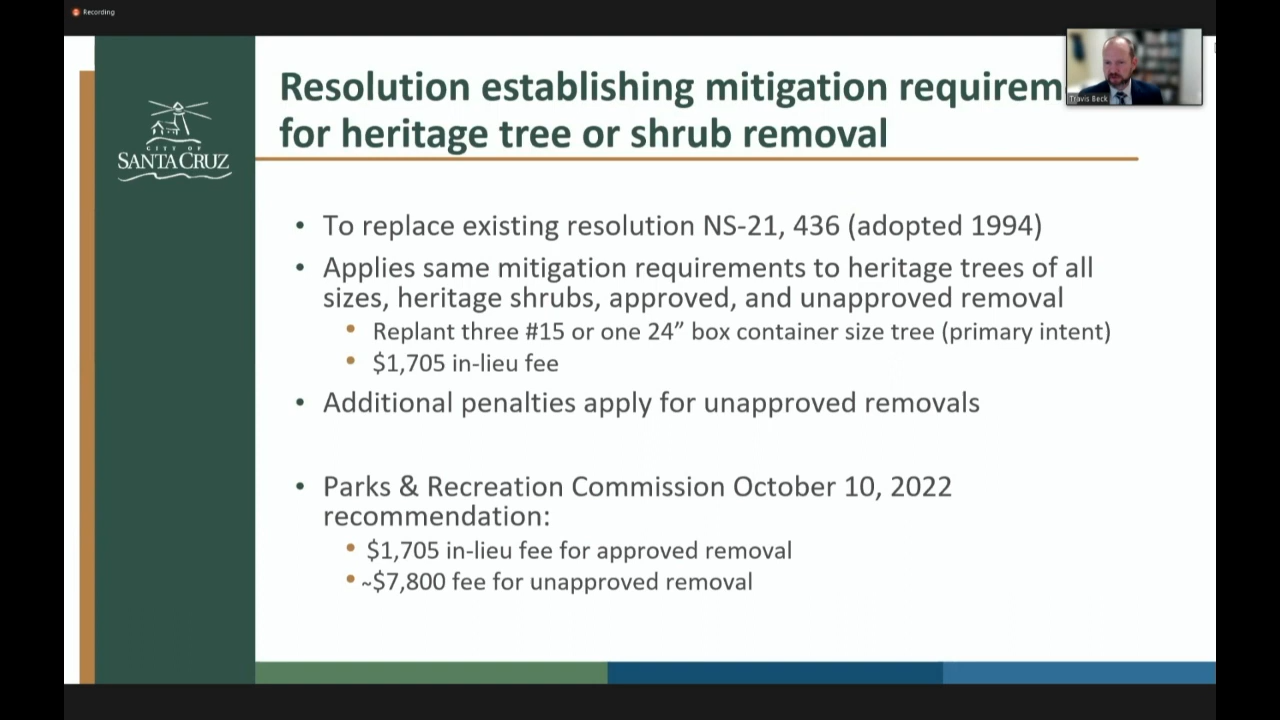 Recording
Resolution establishing mitigation requirem
for heritage tree or shrub removal
Travis Beck
CITY OF
SANTA CRUZ
• To replace existing resolution NS-21, 436 (adopted 1994)
• Applies same mitigation requirements to heritage trees of all
sizes, heritage shrubs, approved, and unapproved removal
• Replant three #15 or one 24” box container size tree (primary intent)
• $1,705 in-lieu fee
• Additional penalties apply for unapproved removals
• Parks & Recreation Commission October 10, 2022
recommendation:
• $1,705 in-lieu fee for approved removal
• ~$7,800 fee for unapproved removal